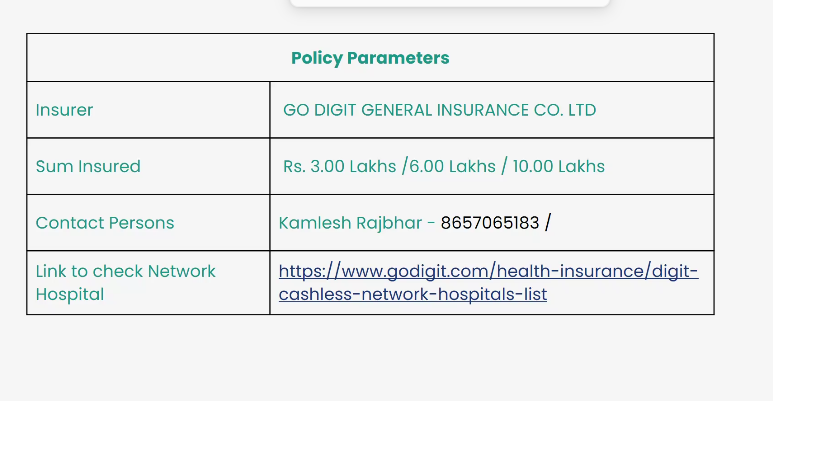 Policy Parameters
Insurer
GO DIGIT GENERAL INSURANCE CO. LTD
Sum Insured
Rs. 3.00 Lakhs /6.00 Lakhs / 10.00 Lakhs
Contact Persons
Kamlesh Rajbhar - 8657065183 /
Link to check Network
Hospital
https://www.godigit.com/health-insurance/digit-
cashless-network-hospitals-list